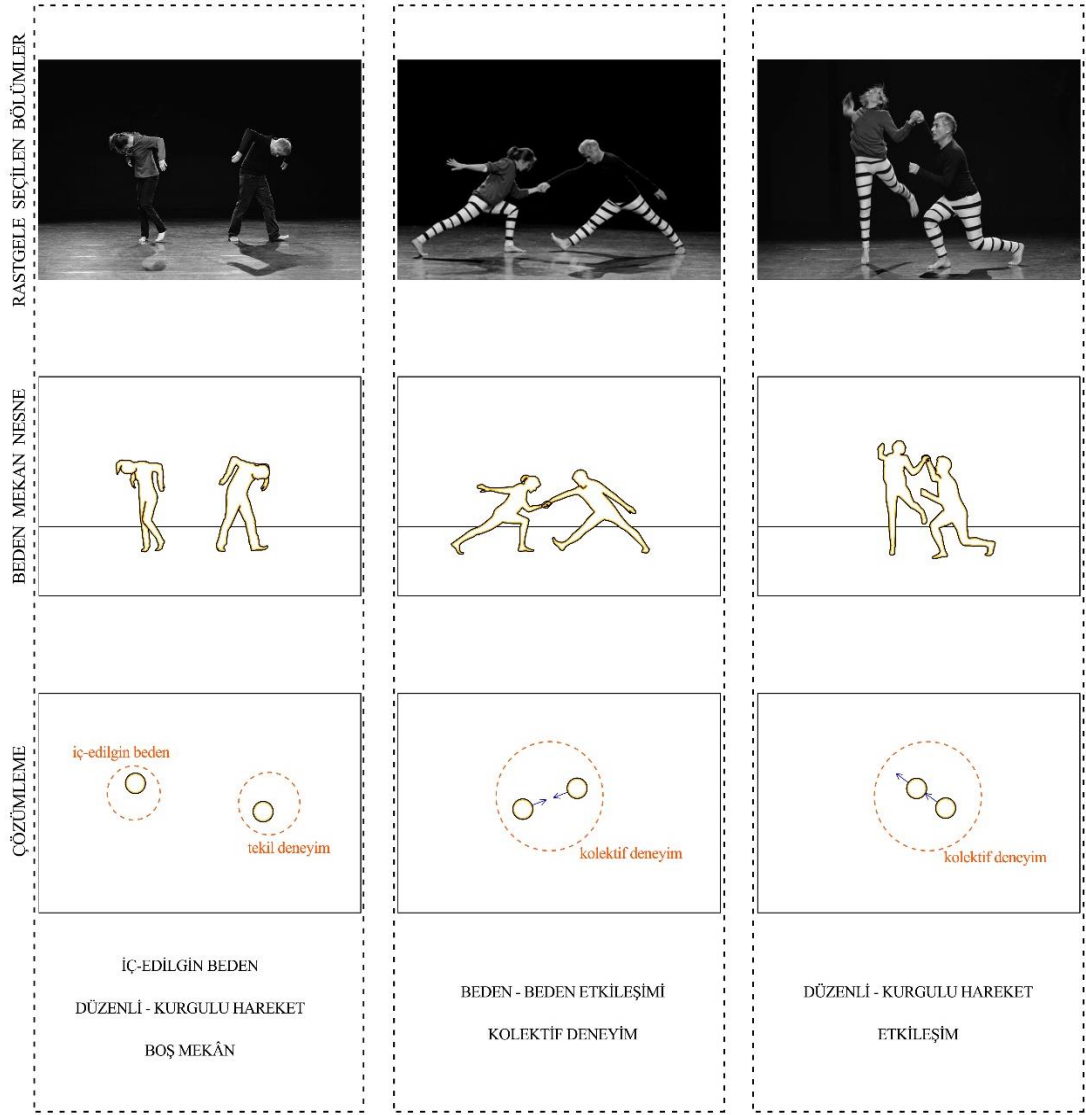 RASTGELE SEÇİLEN BÖLÜMLER
BEDEN MEKAN NESNE
ÇÖZÜMLEME
iç-edilgin beden
tekil deneyim
kolektif deneyim
kolektif deneyim
İÇ-EDİLGİN BEDEN
DÜZENLİ - KURGULU HAREKET
BOŞ MEKÂN
BEDEN - BEDEN ETKİLEŞİMİ
KOLEKTİF DENEYİM
DÜZENLİ - KURGULU HAREKET
ETKİLEŞİM